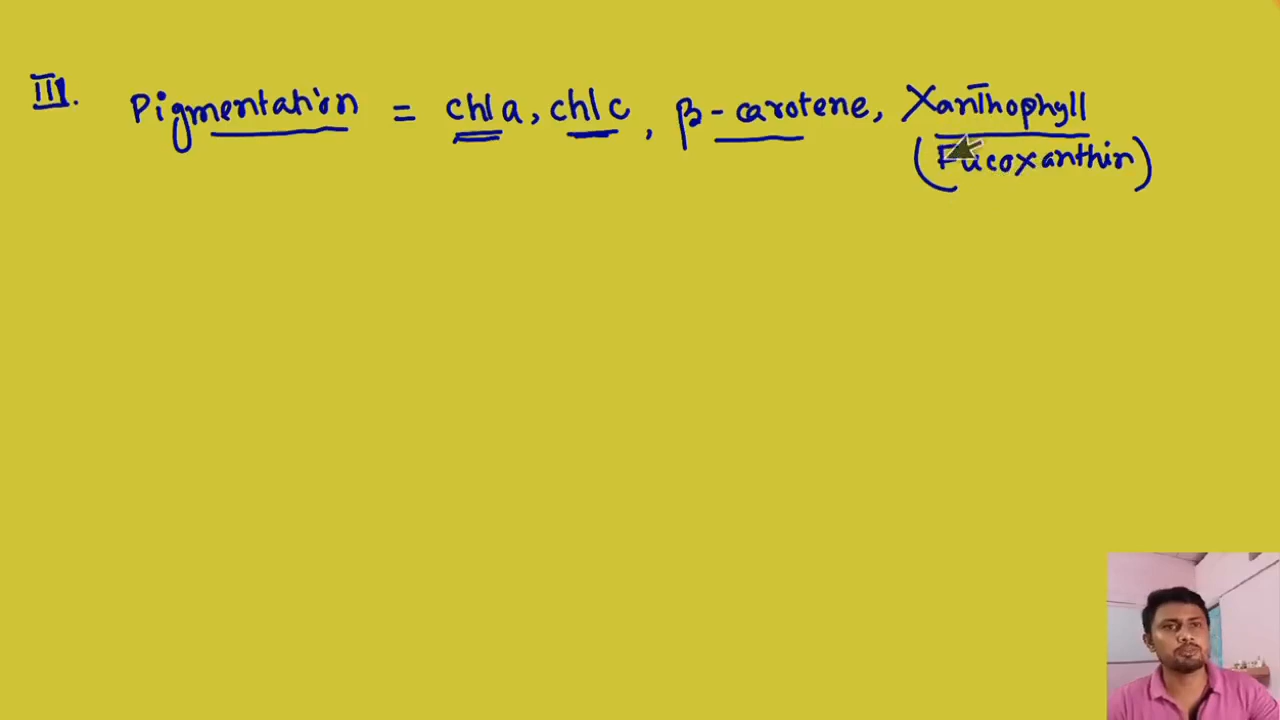 III. Pigmentation = chl a, chl c, β-carotene, Xanthophyll
(Fucoxanthin)